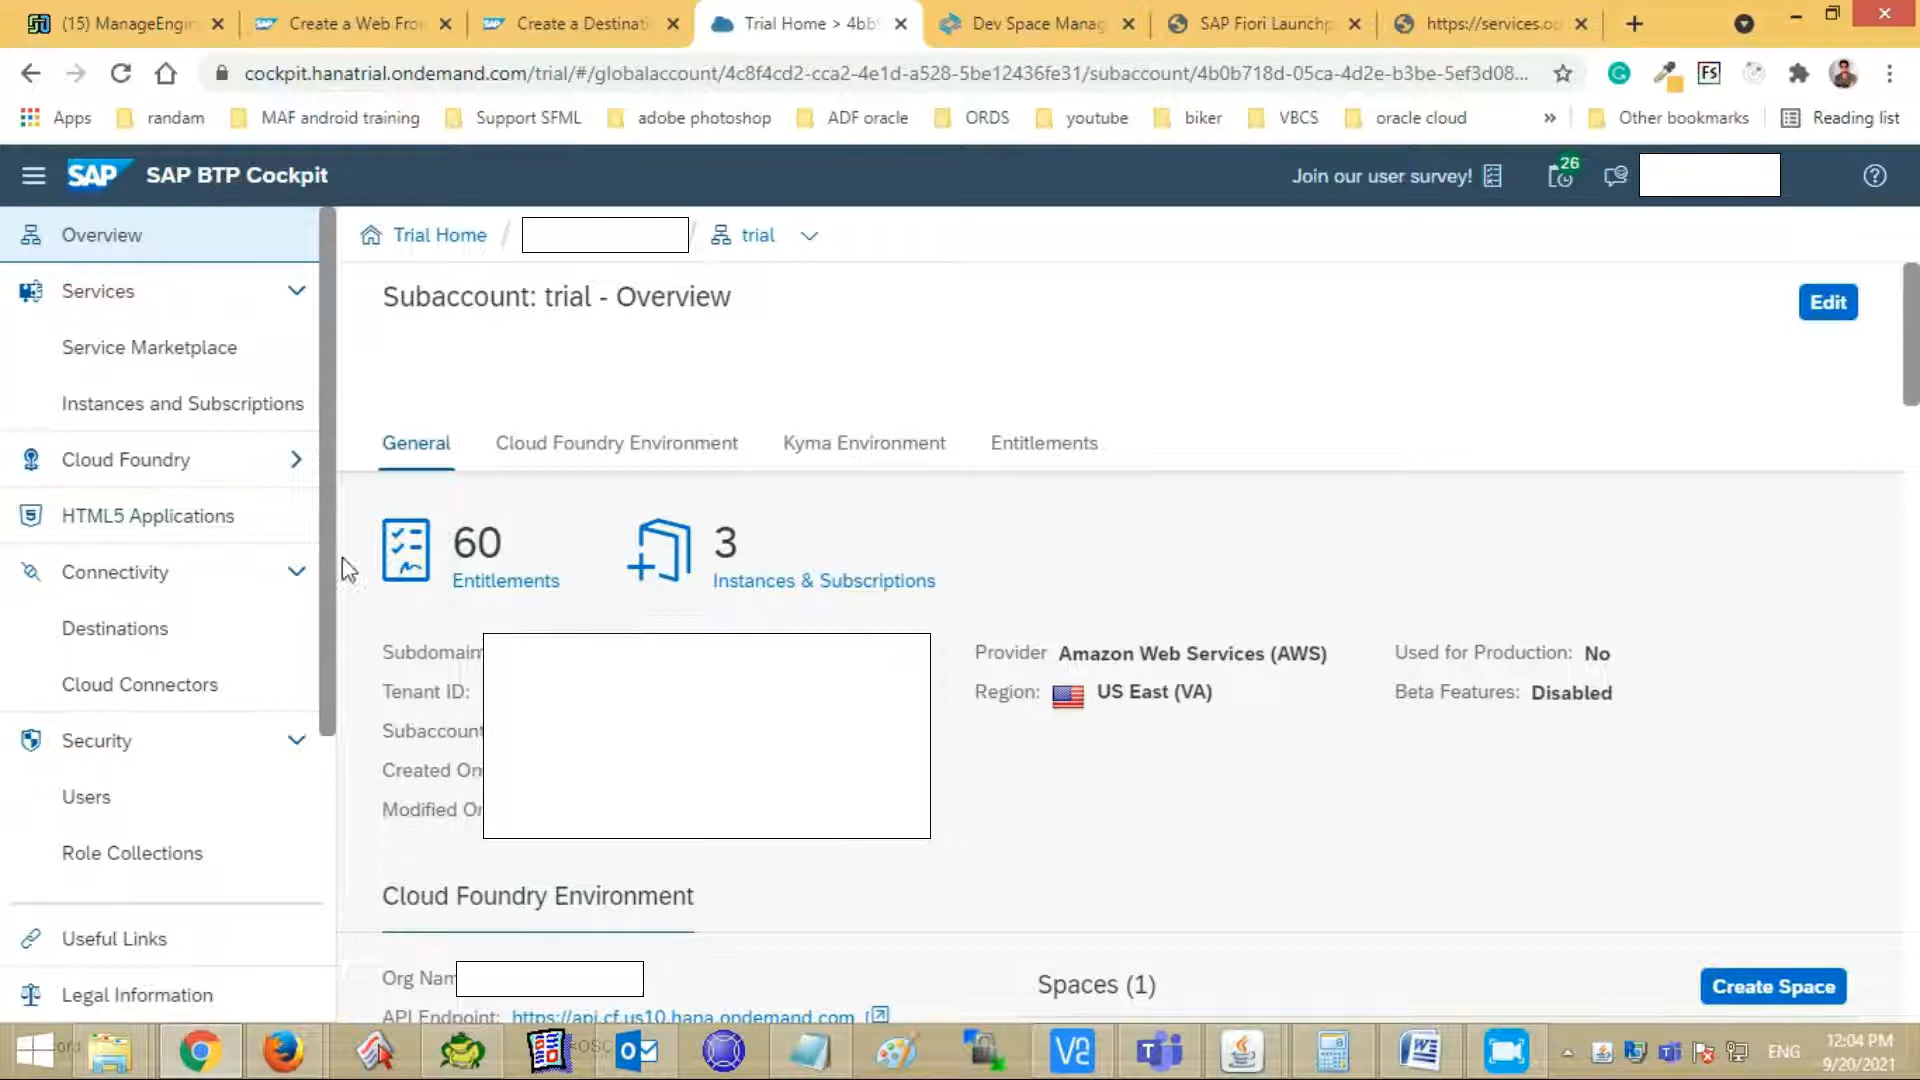 (15) ManageEngin
Create a Web Fro
Create a Destinati
Trial Home > 4bb
Dev Space Manag
SAP Fiori Launchp
https://services.od
cockpit.hanatrial.ondemand.com/trial/#/globalaccount/4c8f4cd2-cca2-4e1d-a528-5be12436fe31/subaccount/4b0b718d-05ca-4d2e-b3be-5ef3d08...
Apps
randam
MAF android training
Support SFML
adobe photoshop
ADF oracle
ORDS
youtube
biker
VBCS
oracle cloud
»
Other bookmarks
Reading list
SAP
SAP BTP Cockpit
Join our user survey!
26
Overview
Services
Service Marketplace
Instances and Subscriptions
Cloud Foundry
HTML5 Applications
Connectivity
Destinations
Cloud Connectors
Security
Users
Role Collections
Useful Links
Legal Information
Trial Home /
/ trial
Subaccount: trial - Overview
Edit
General
Cloud Foundry Environment
Kyma Environment
Entitlements
60
Entitlements
3
Instances & Subscriptions
Subdomain
Tenant ID:
Subaccount
Created On
Modified On
Provider Amazon Web Services (AWS)
Region: US East (VA)
Used for Production: No
Beta Features: Disabled
Cloud Foundry Environment
Org Nam
API Endpoint: https://api.cf.us10.hana.ondemand.com
Spaces (1)
Create Space
ENG
12:04 PM
9/20/2021